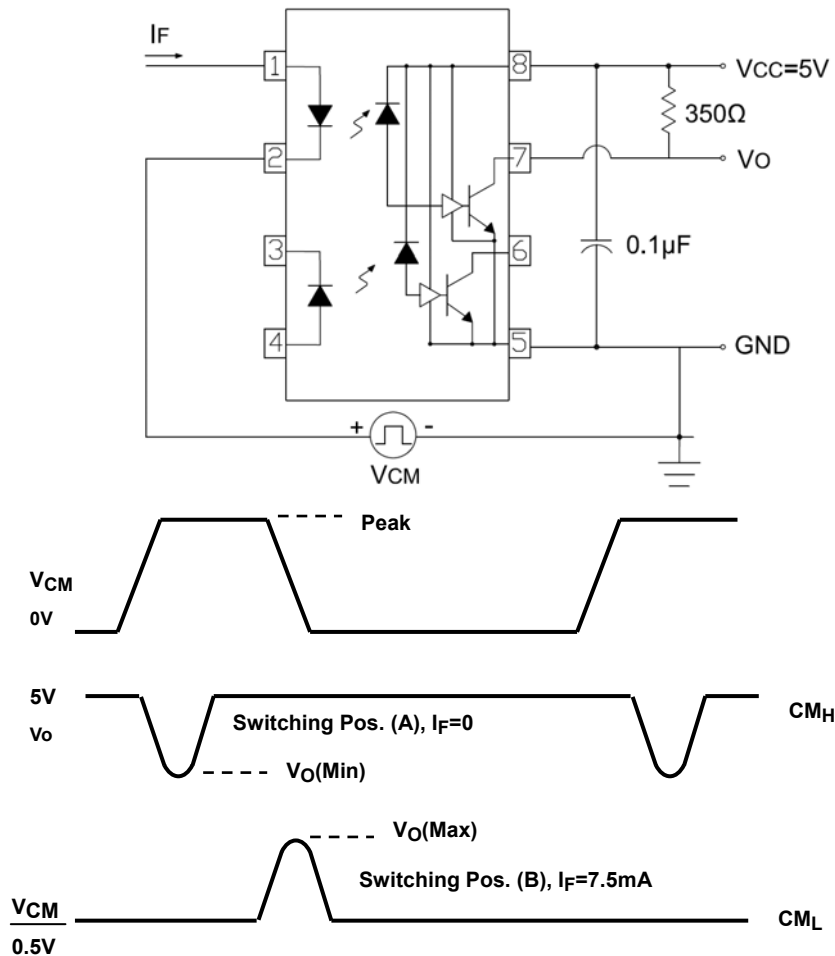 IF
1
8
VCC=5V
350Ω
2
7
VO
3
6
0.1µF
4
5
GND
+
-
VCM
Peak
VCM
0V
5V
Vo
Switching Pos. (A), IF=0
CMH
VO(Min)
VO(Max)
Switching Pos. (B), IF=7.5mA
VCM
0.5V
CML